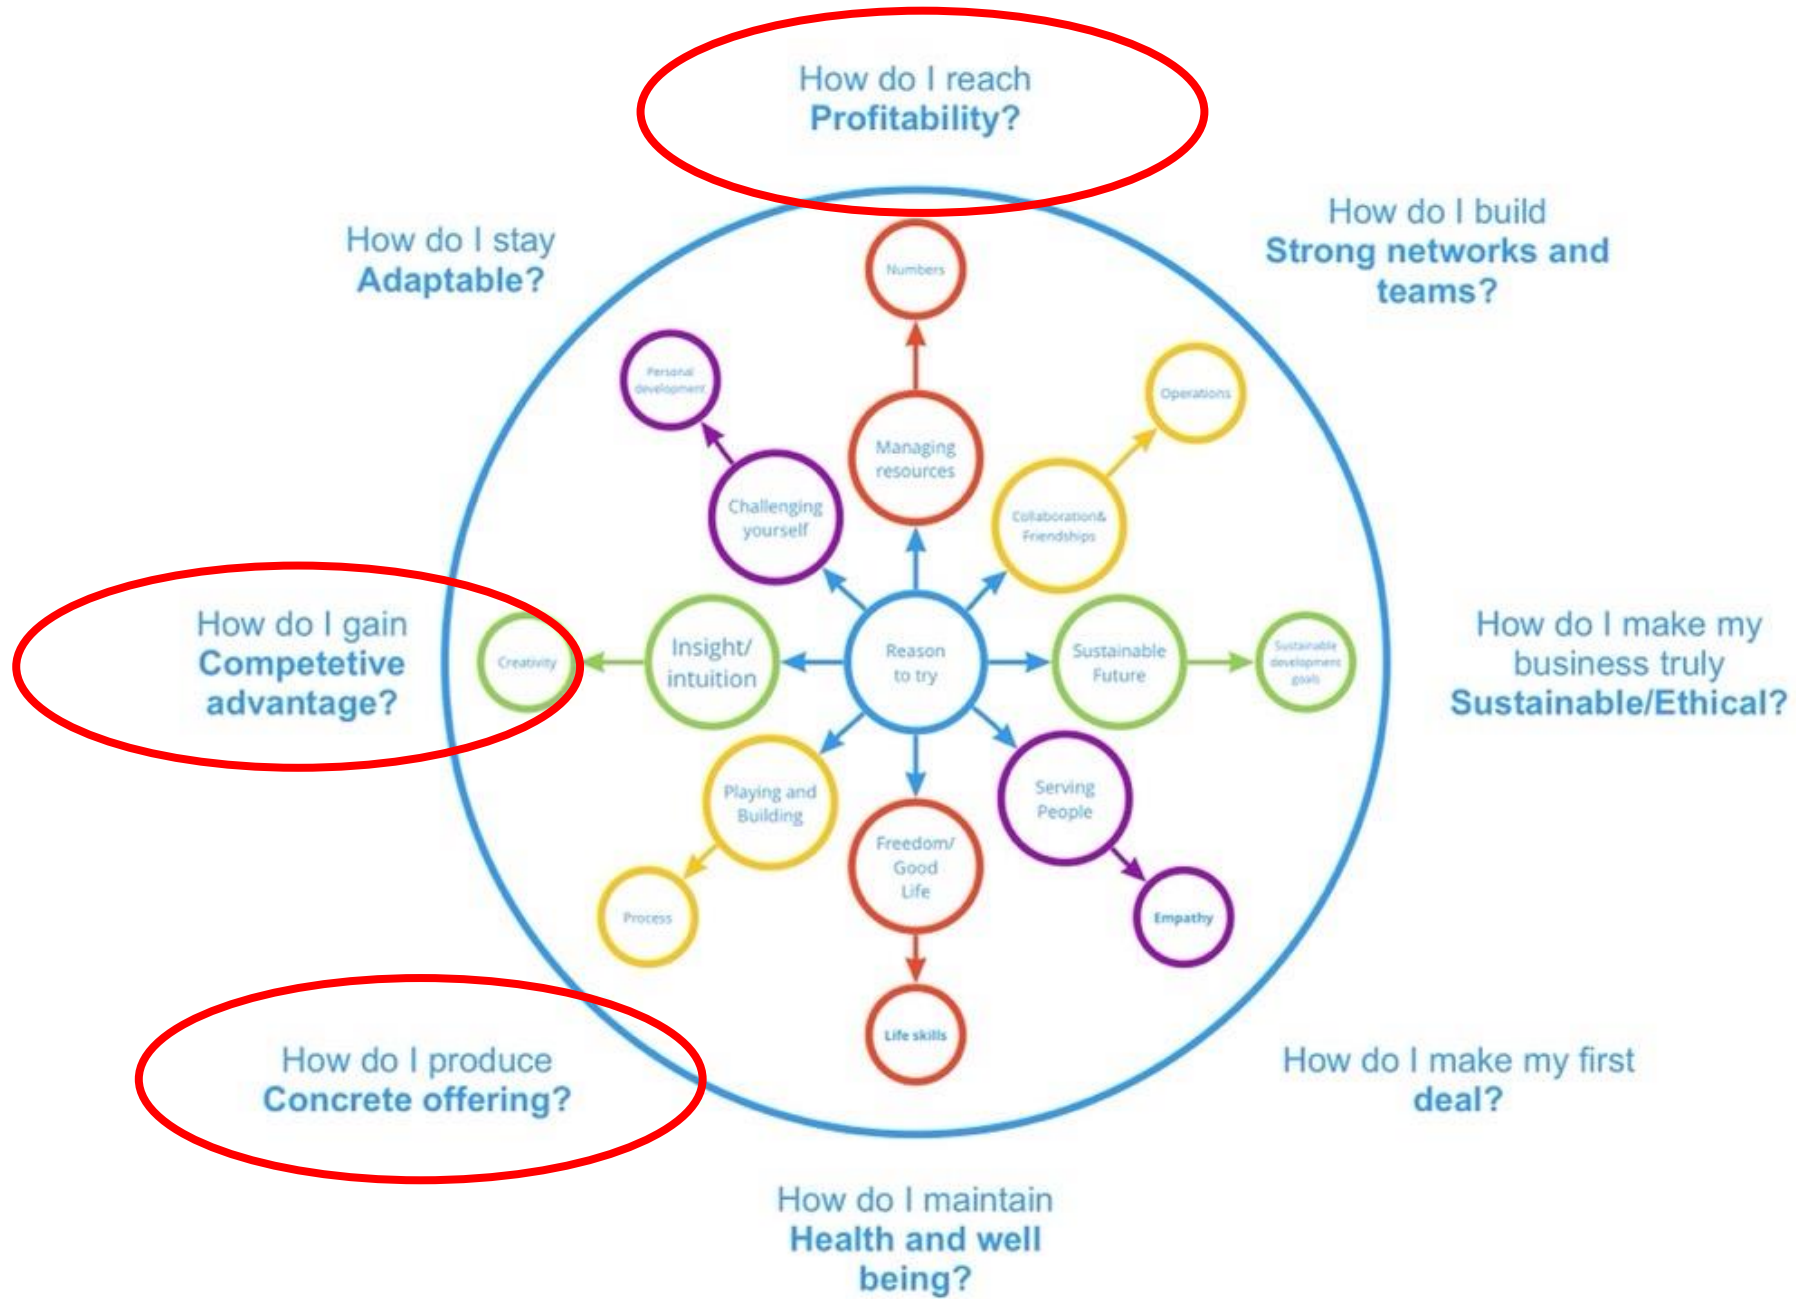 How do I reach
Profitability?
How do I build
Strong networks and
teams?
How do I stay
Adaptable?
Numbers
Personal
development
Operations
Managing
resources
Challenging
yourself
Collaboration&
Friendships
How do I gain
Competetive
advantage?
Creativity
Insight/
intuition
Reason
to try
Sustainable
Future
Sustainable
development
goals
How do I make my
business truly
Sustainable/Ethical?
Playing and
Building
Serving
People
Freedom/
Good
Life
Process
Empathy
Life skills
How do I produce
Concrete offering?
How do I make my first
deal?
How do I maintain
Health and well
being?